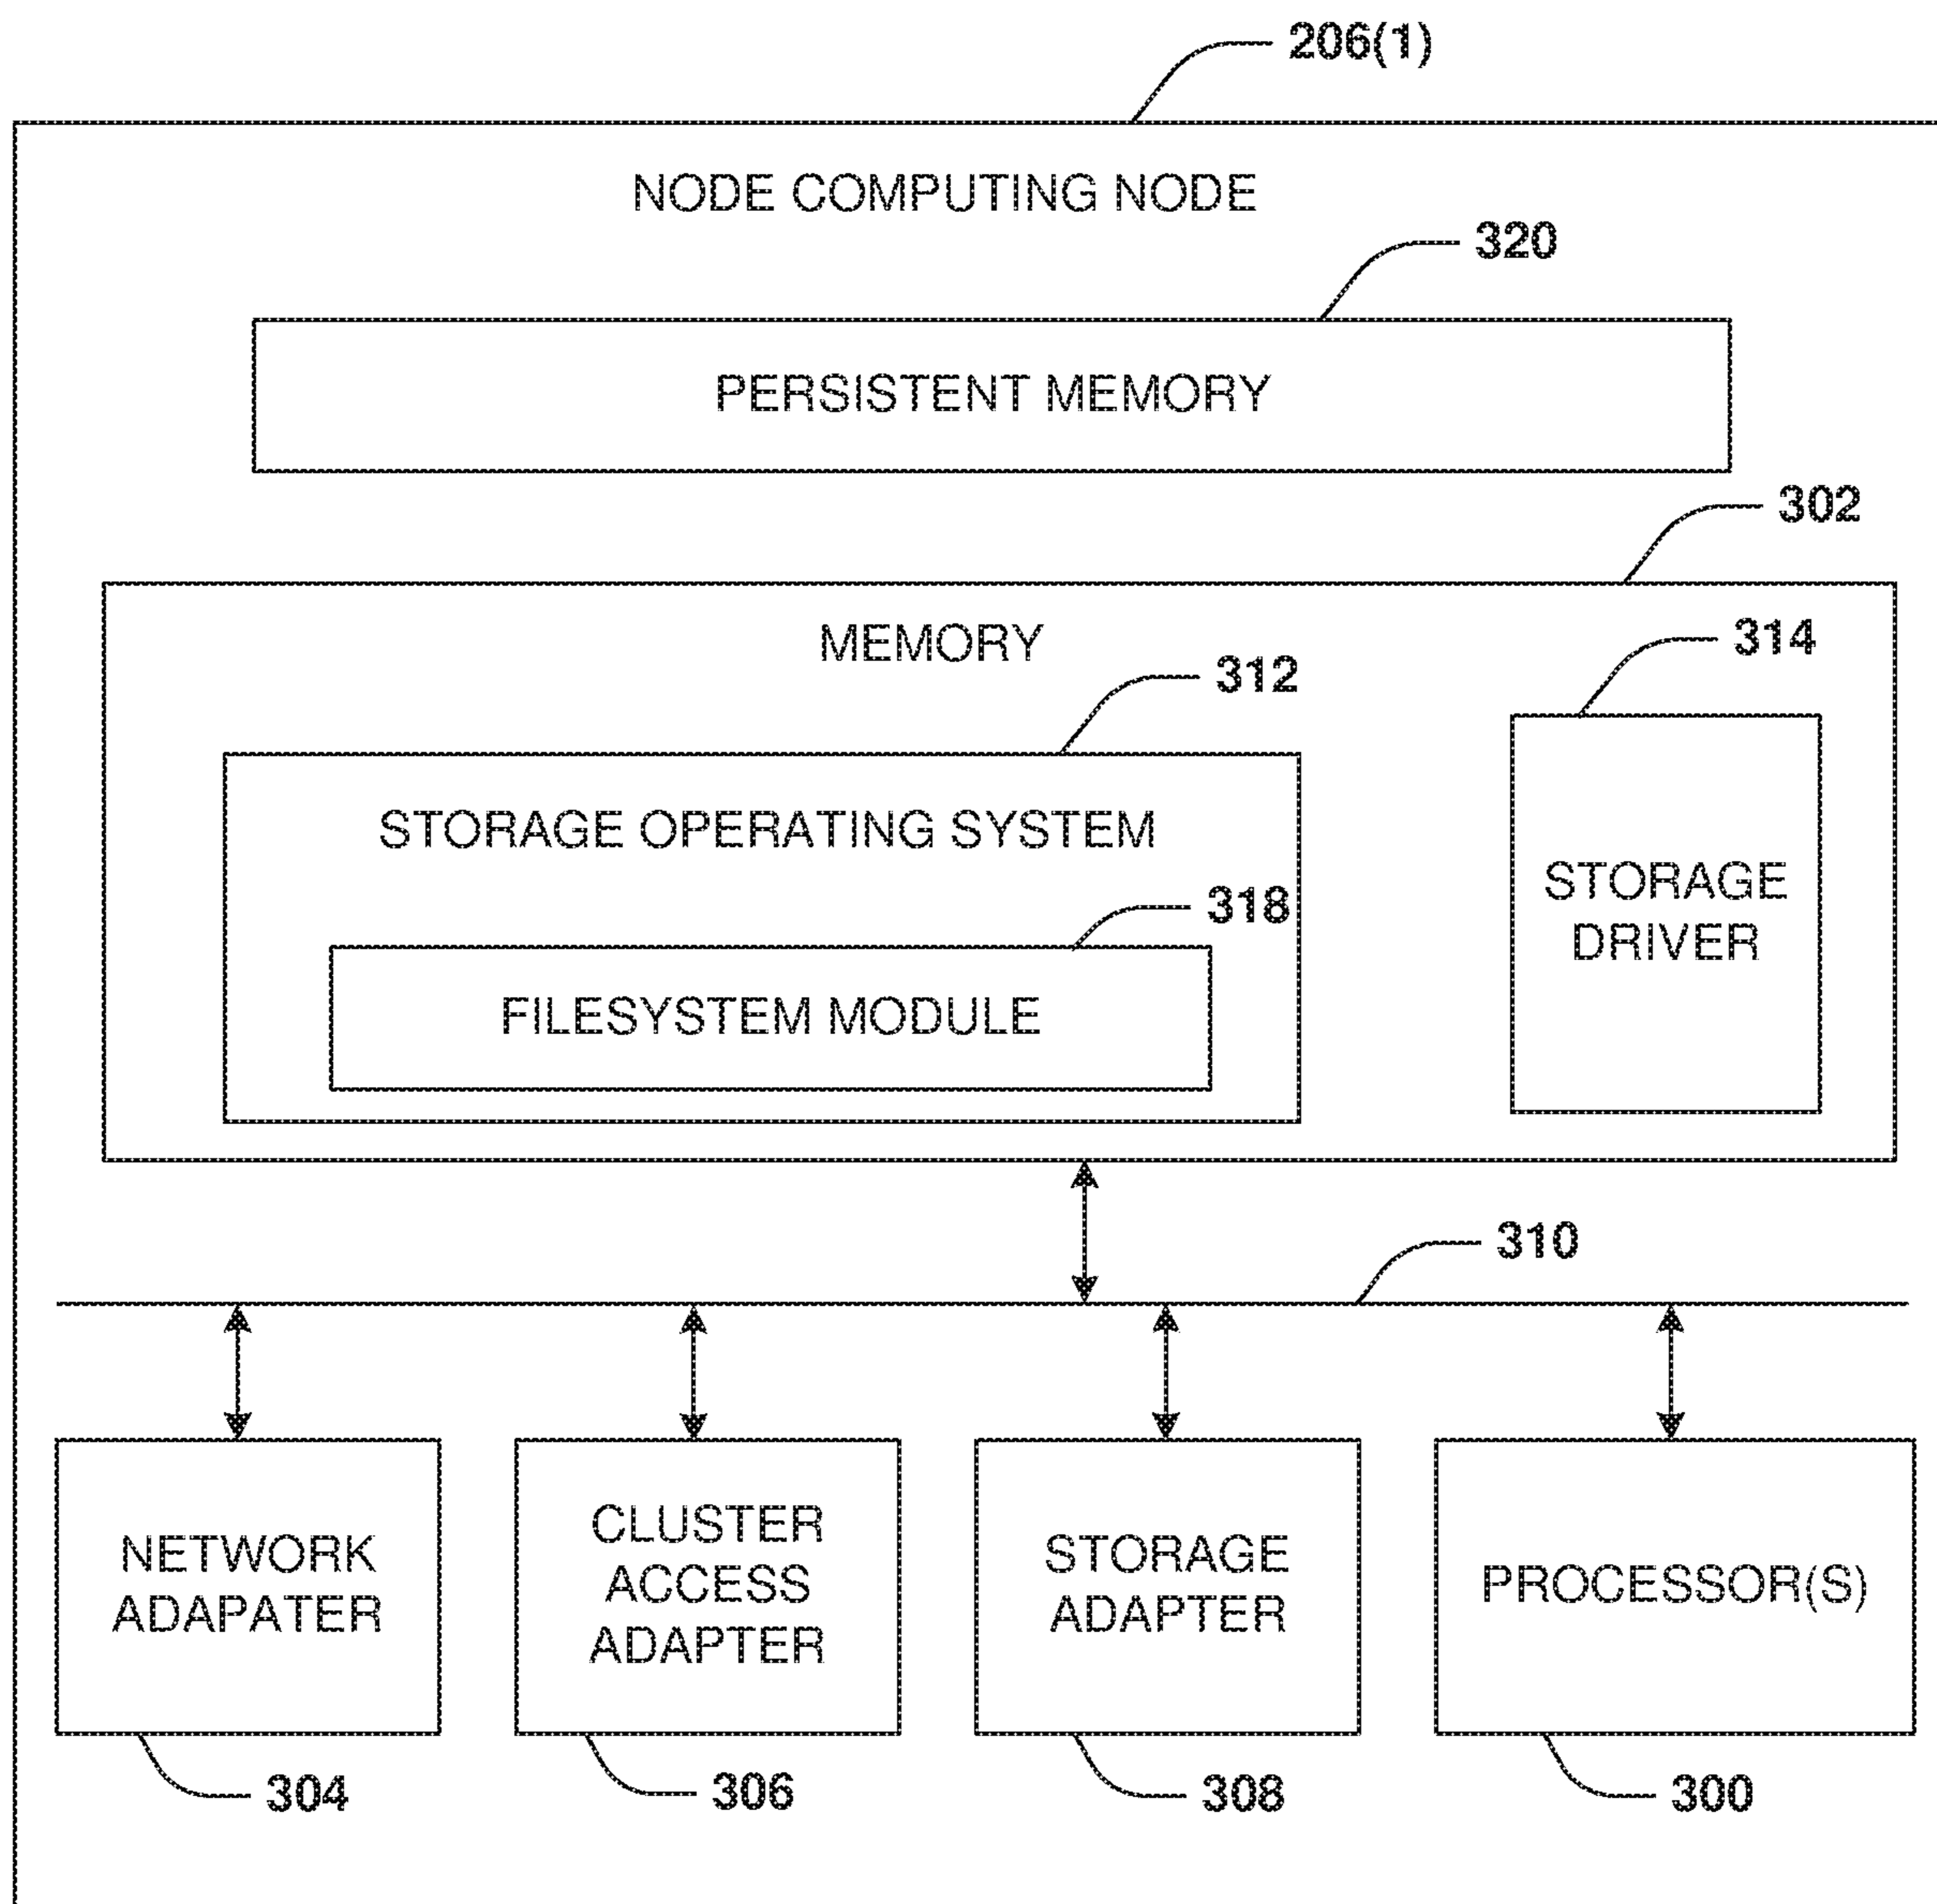 206(1)
NODE COMPUTING NODE
320
PERSISTENT MEMORY
302
MEMORY
314
312
STORAGE OPERATING SYSTEM
STORAGE
DRIVER
318
FILESYSTEM MODULE
310
NETWORK
ADAPATER
CLUSTER
ACCESS
ADAPTER
STORAGE
ADAPTER
PROCESSOR(S)
304
306
308
300